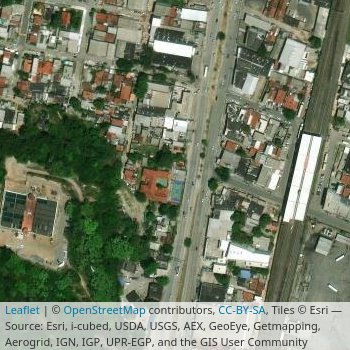 Leaflet | © OpenStreetMap contributors, CC-BY-SA, Tiles © Esri —
Source: Esri, i-cubed, USDA, USGS, AEX, GeoEye, Getmapping,
Aerogrid, IGN, IGP, UPR-EGP, and the GIS User Community